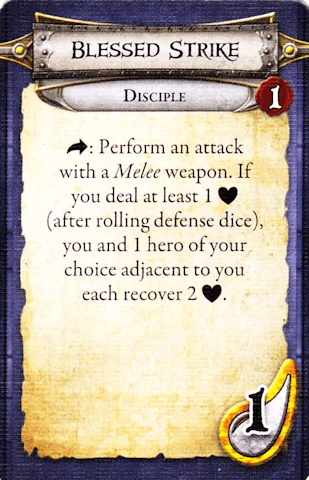 Blessed Strike
Disciple
1
: Perform an attack
with a Melee weapon. If
you deal at least 1
(after rolling defense dice),
you and 1 hero of your
choice adjacent to you
each recover 2 .
1